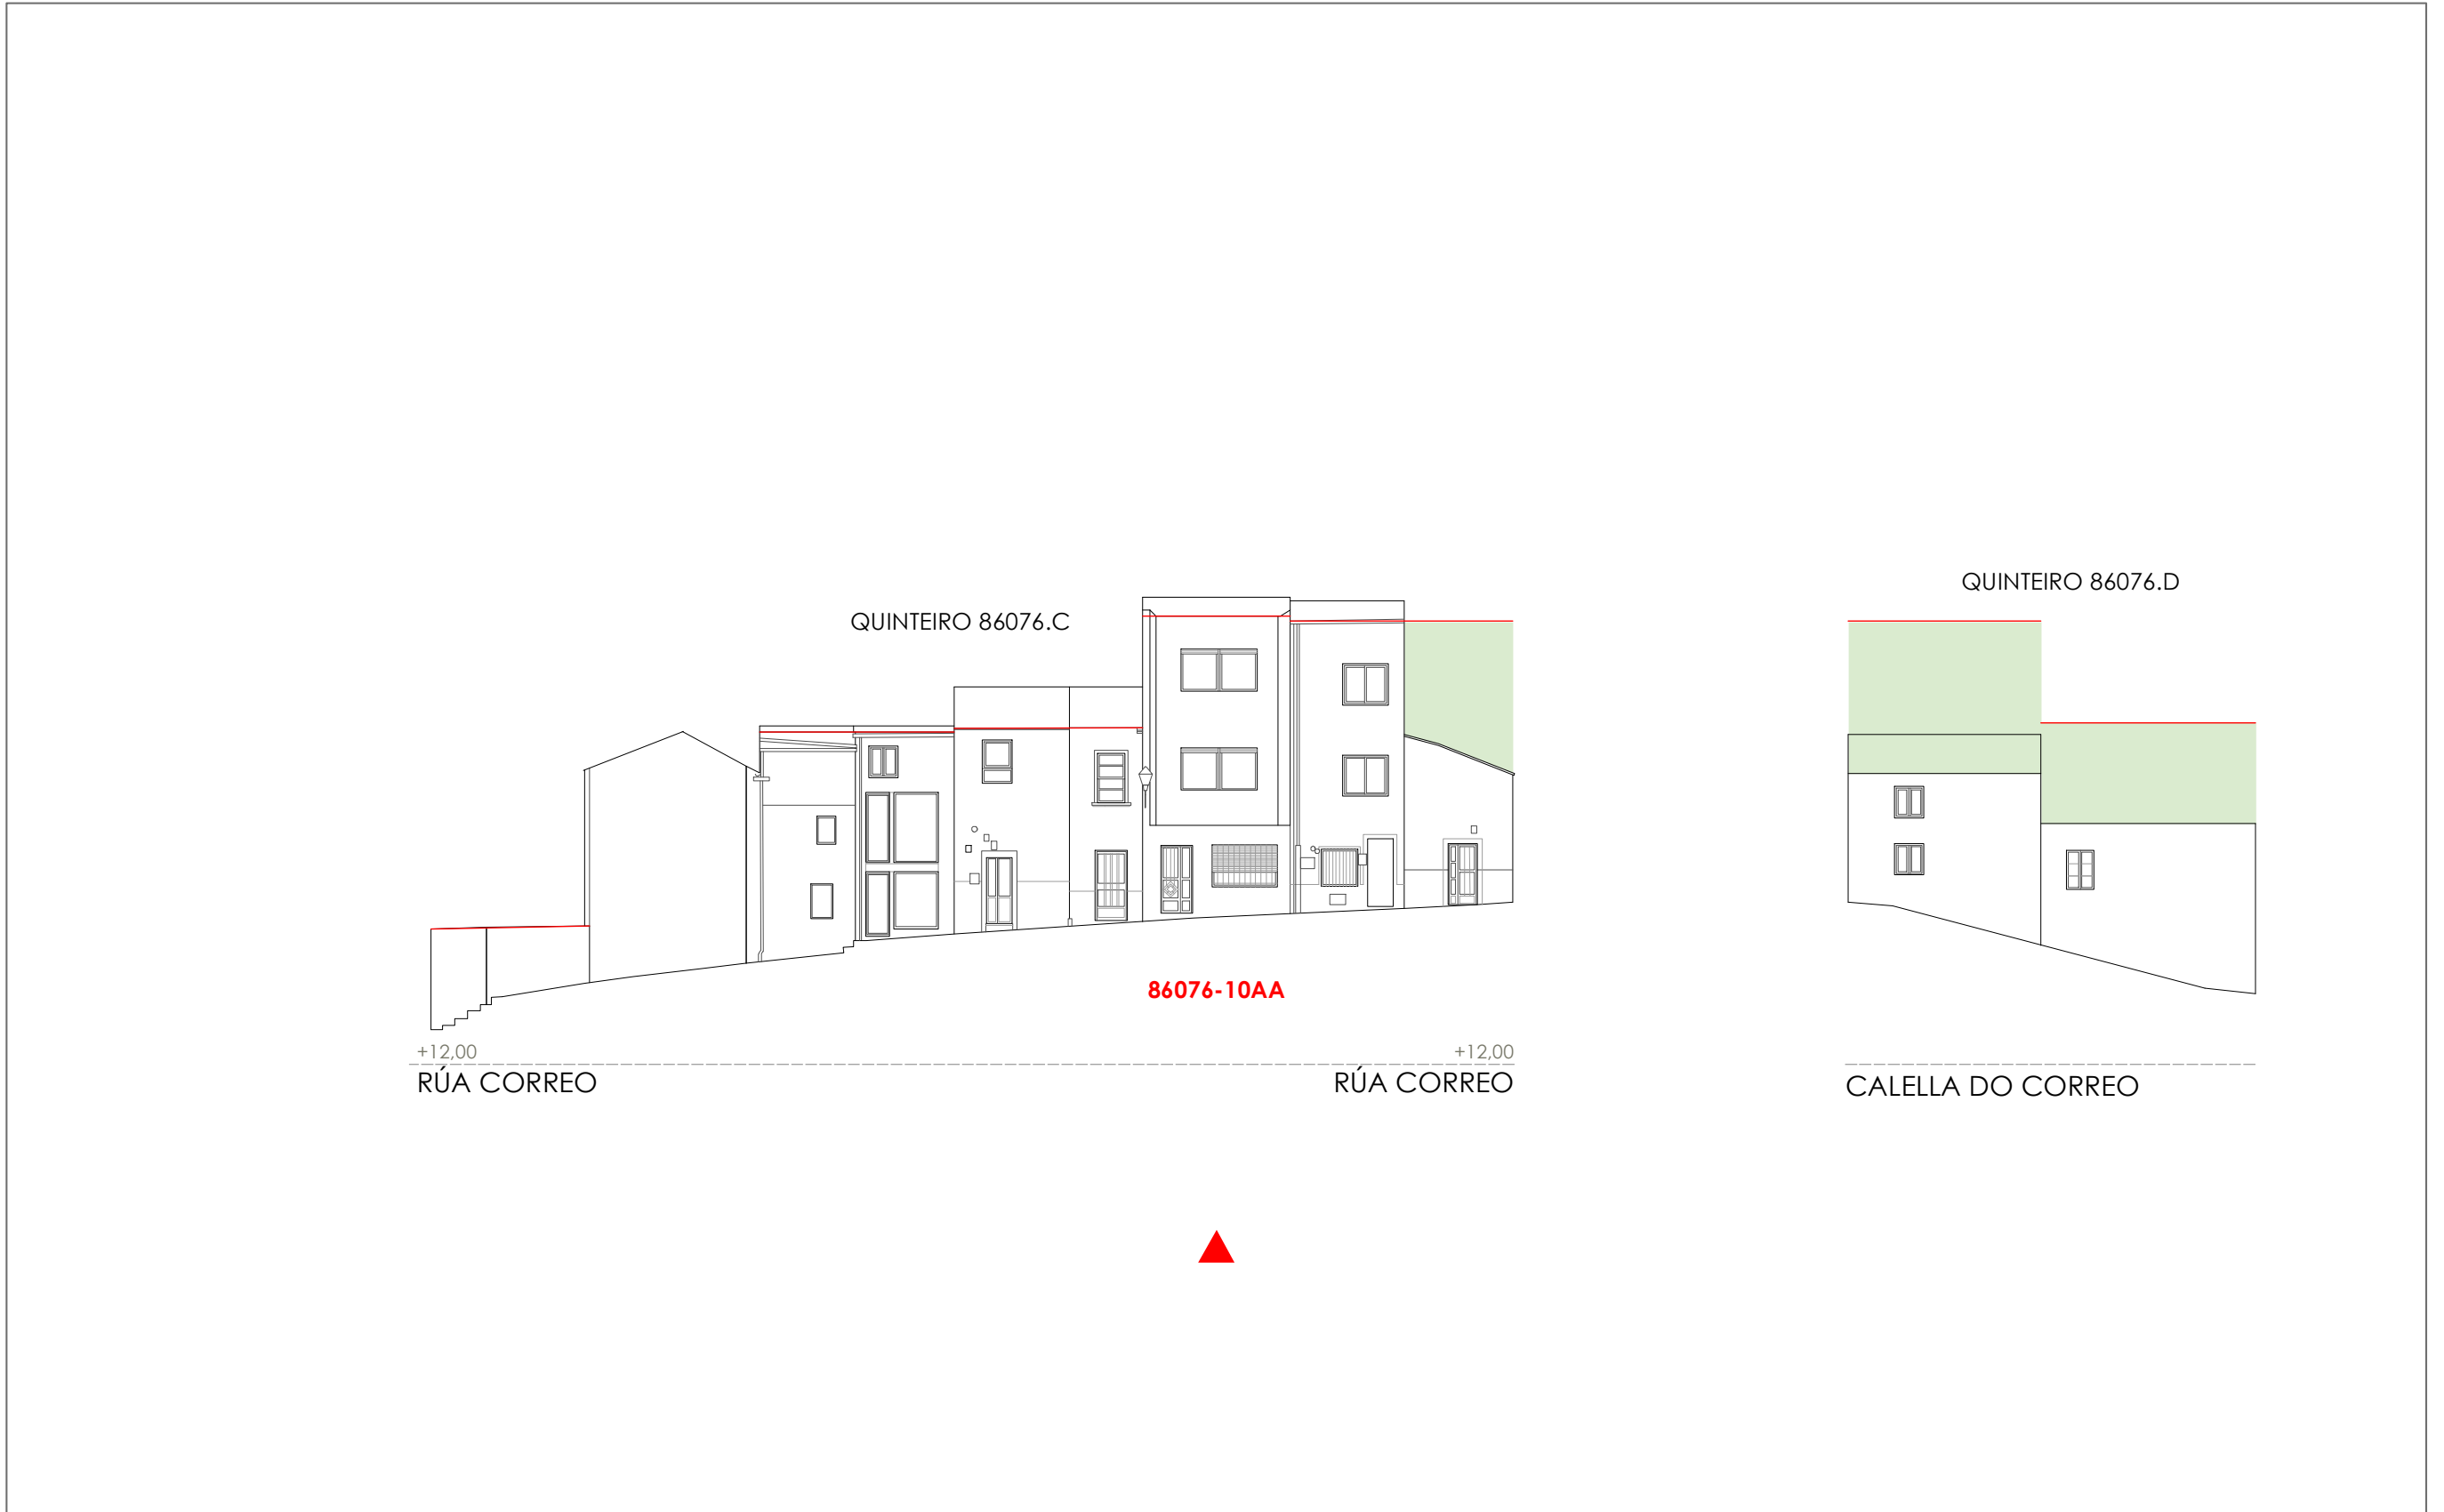 QUINTEIRO 86076.D
QUINTEIRO 86076.C
86076-10AA
+12,00
+12,00
RÚA CORREO
RÚA CORREO
CALELLA DO CORREO